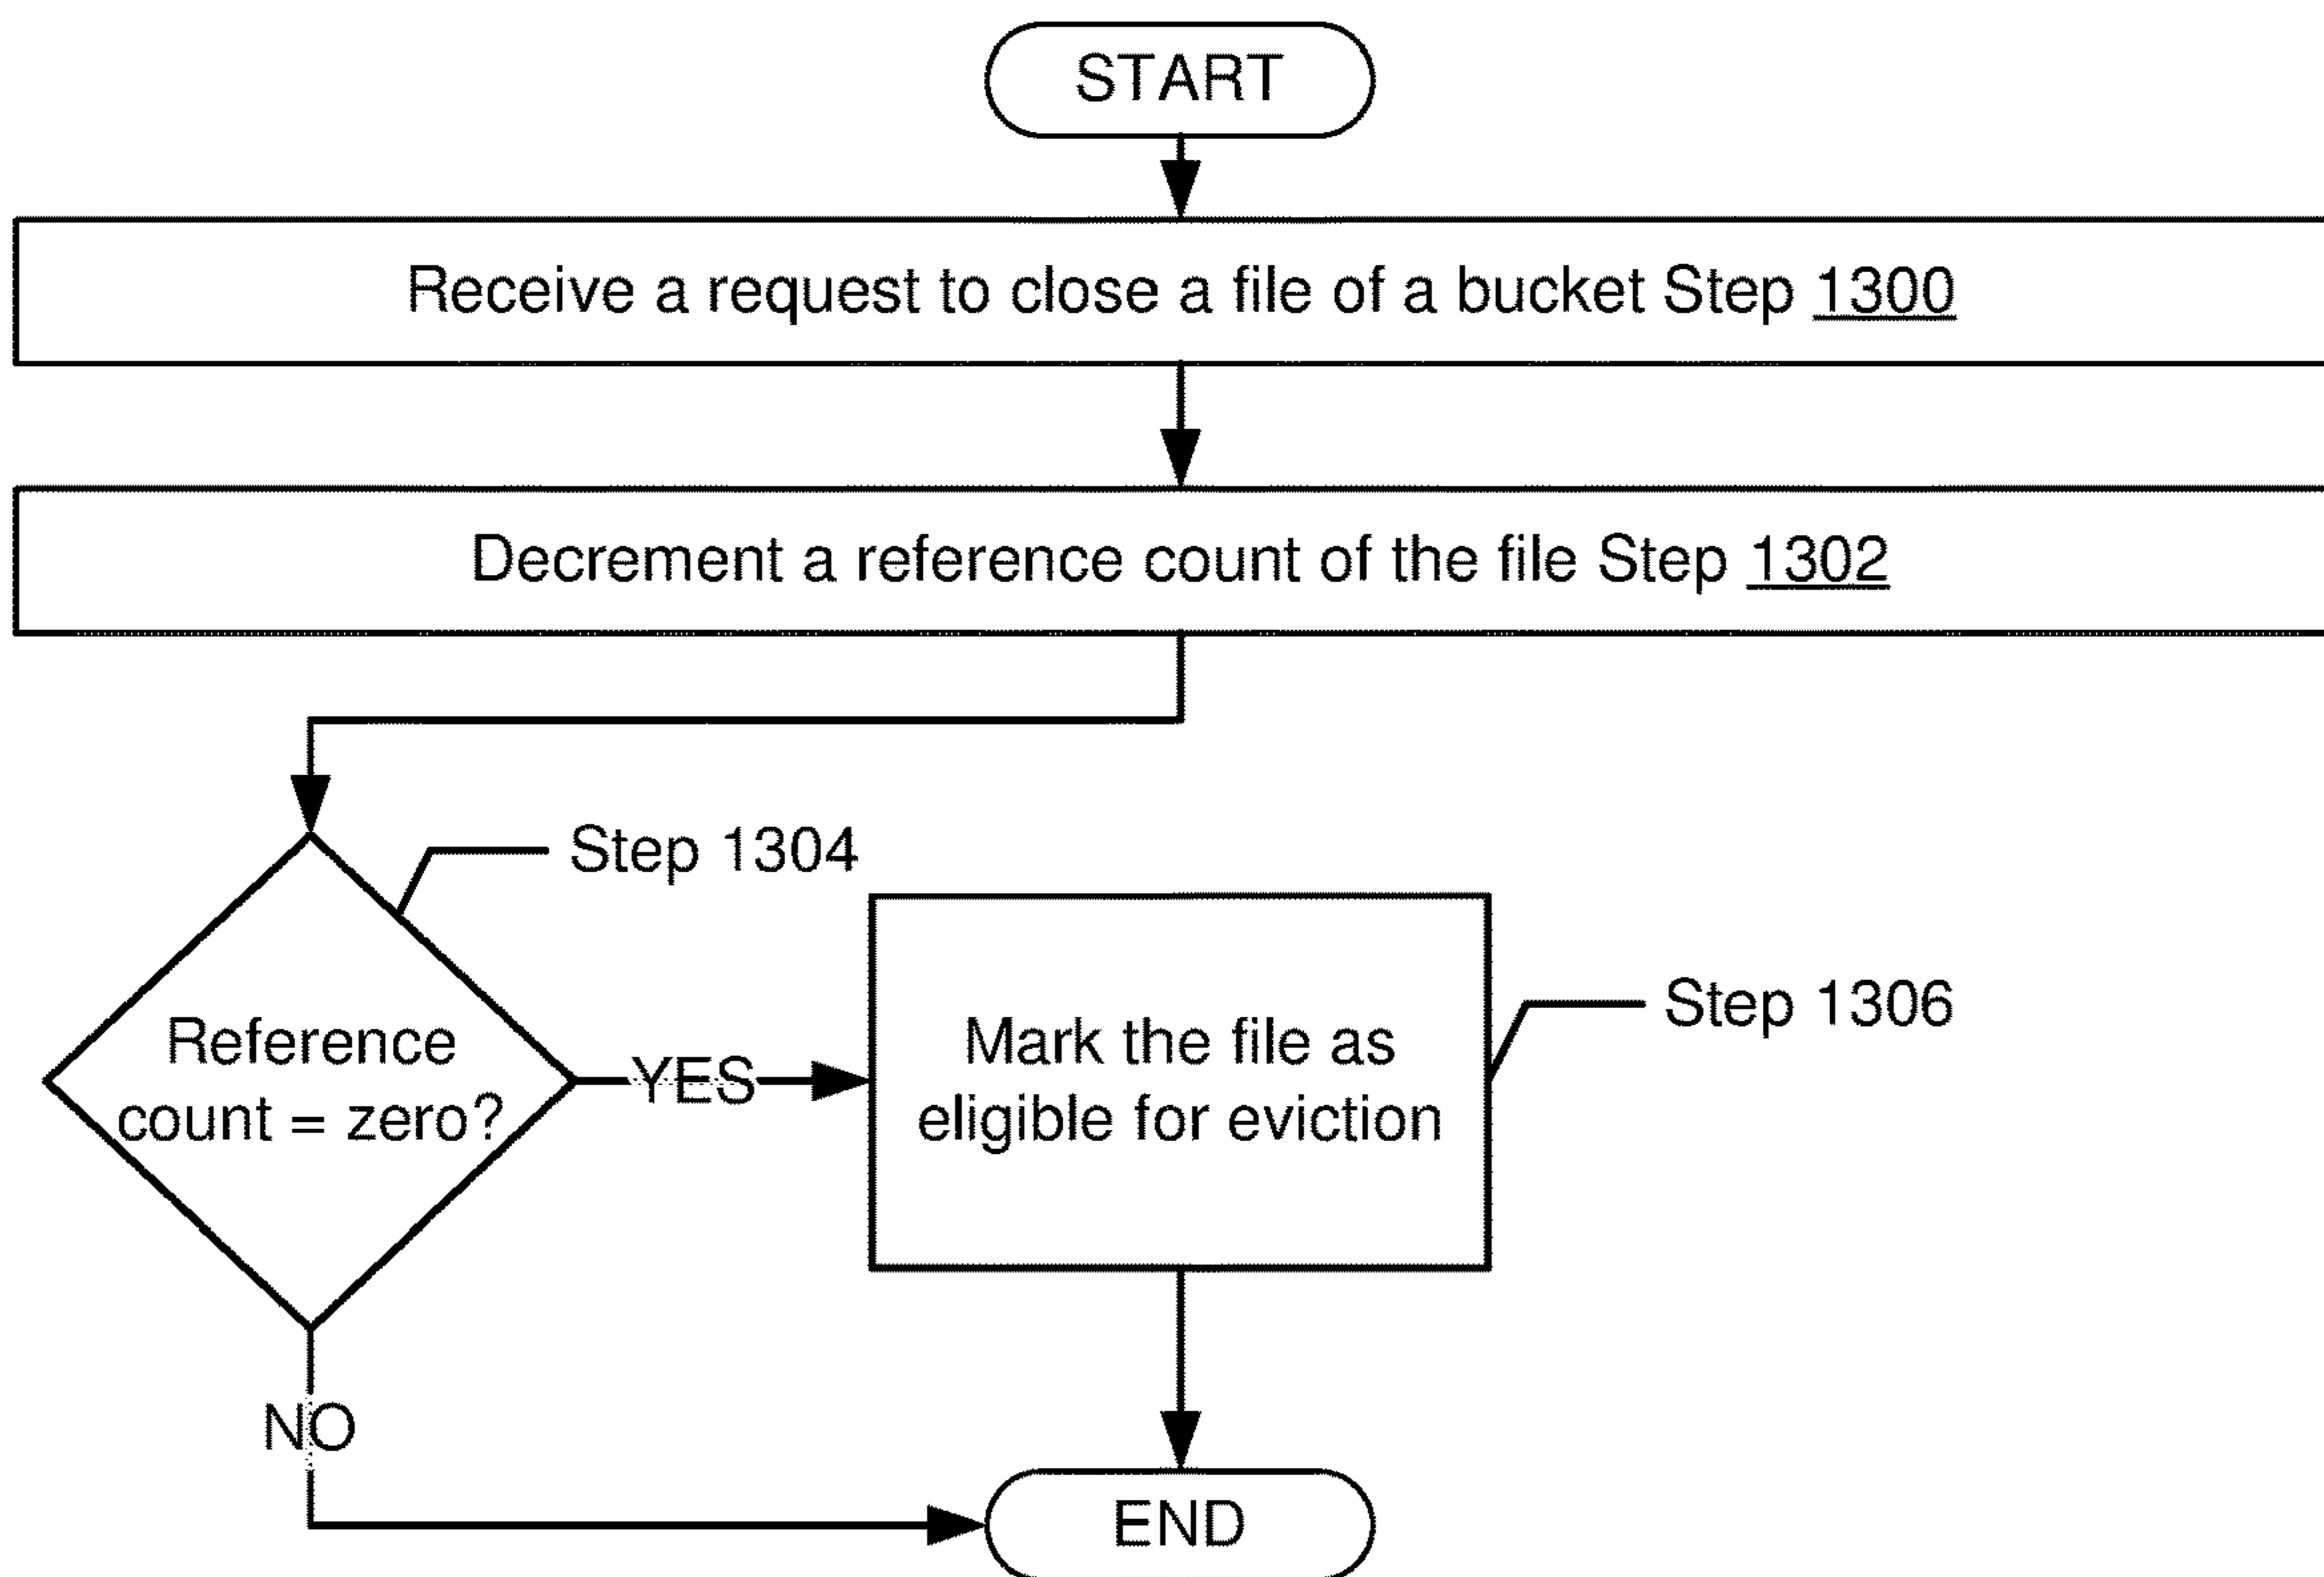 START
Receive a request to close a file of a bucket Step 1300
Decrement a reference count of the file Step 1302
Step 1304
Reference
count = zero?
YES
Mark the file as
eligible for eviction
Step 1306
NO
END